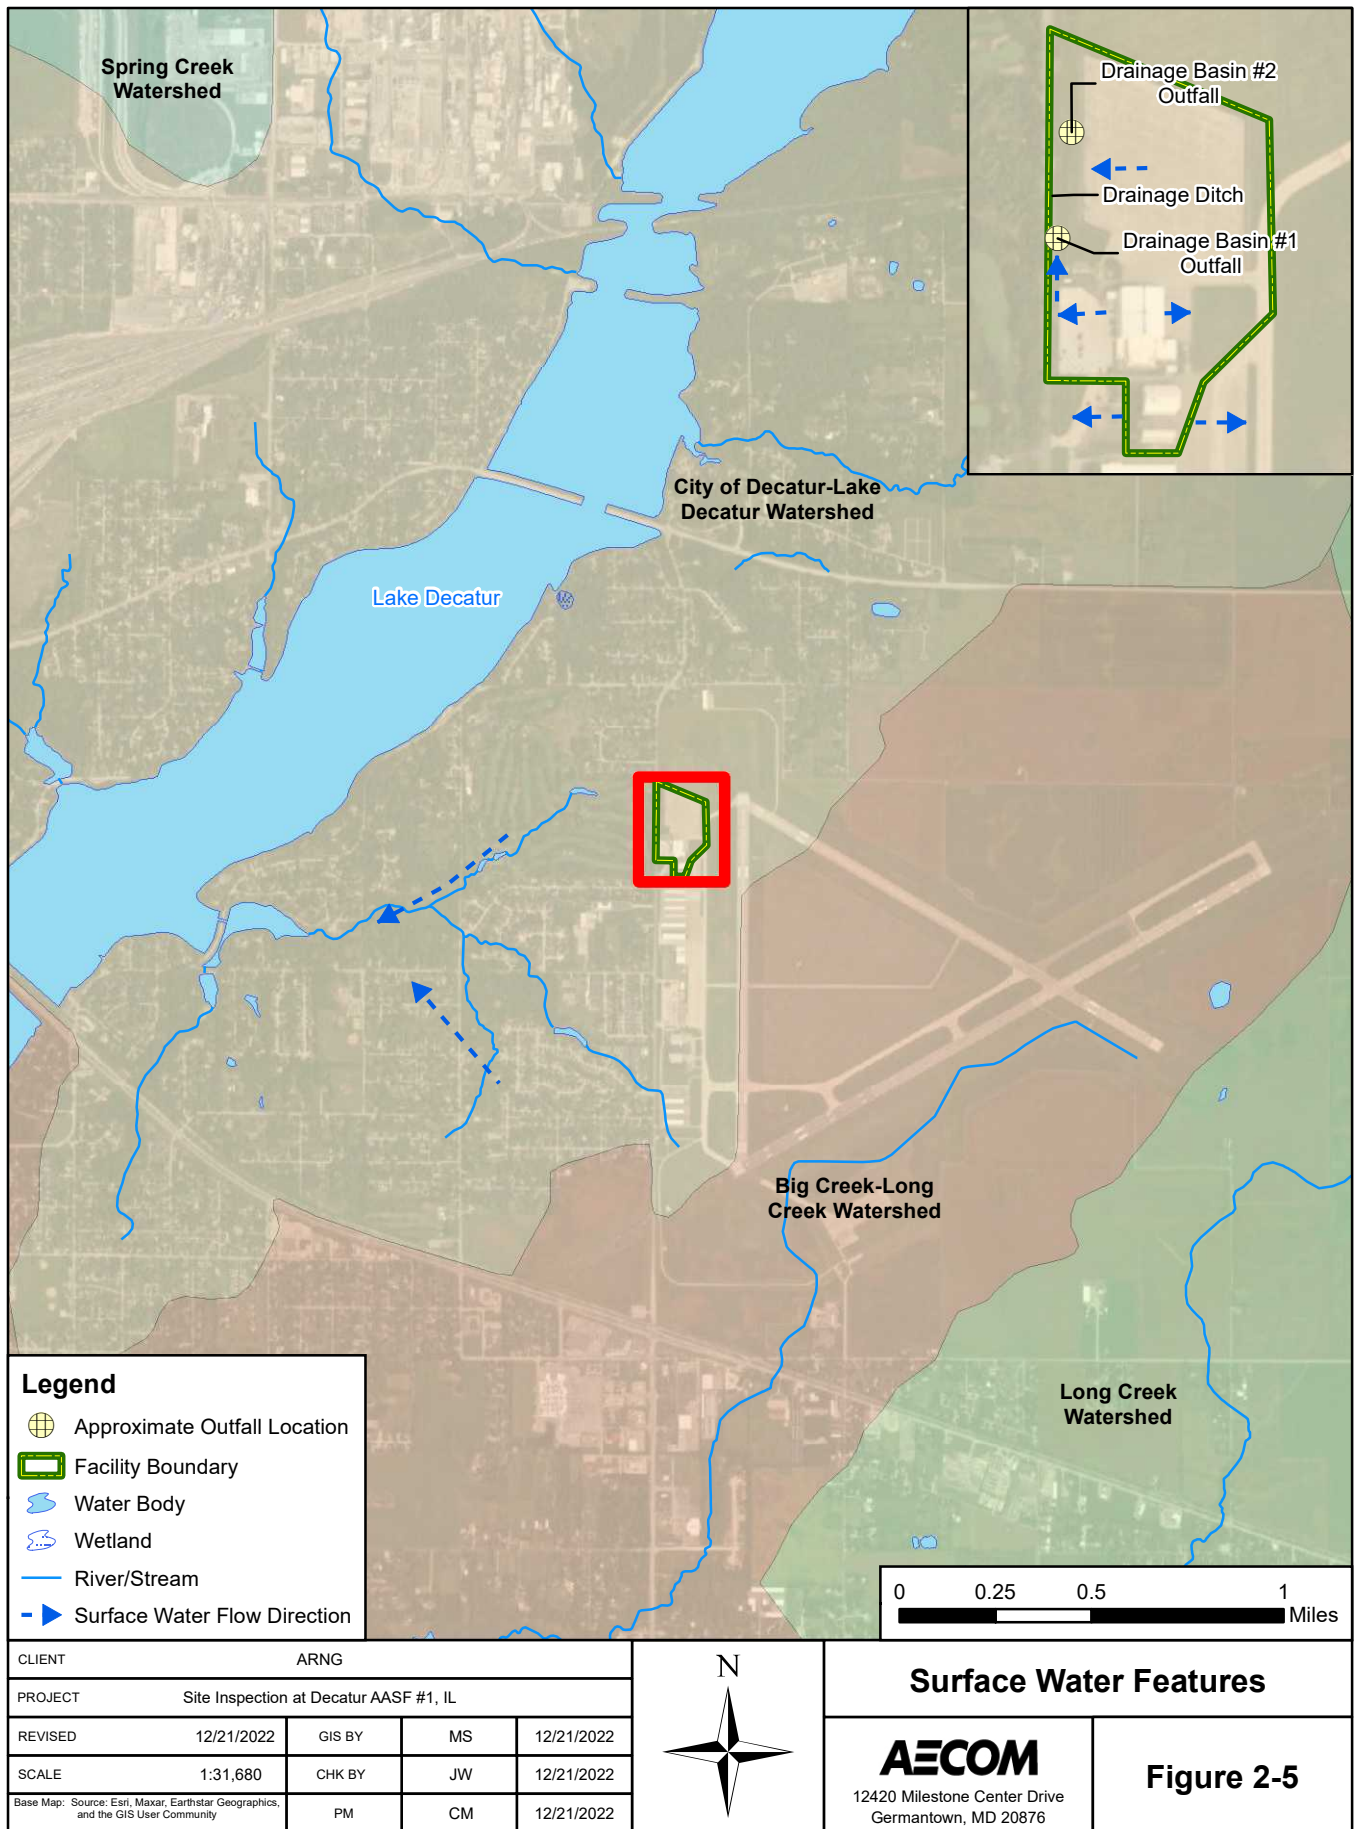 Spring Creek
Watershed
Drainage Basin #2
Outfall
Drainage Ditch
Drainage Basin #1
Outfall
City of Decatur-Lake
Decatur Watershed
Lake Decatur
Big Creek-Long
Creek Watershed
Long Creek
Watershed
Legend
Approximate Outfall Location
Facility Boundary
Water Body
Wetland
River/Stream
Surface Water Flow Direction
0 0.25 0.5 1
Miles
CLIENT ARNG
PROJECT Site Inspection at Decatur AASF #1, IL
REVISED 12/21/2022 GIS BY MS 12/21/2022
SCALE 1:31,680 CHK BY JW 12/21/2022
Base Map: Source: Esri, Maxar, Earthstar Geographics,
and the GIS User Community
PM CM 12/21/2022
N
Surface Water Features
AECOM
12420 Milestone Center Drive
Germantown, MD 20876
Figure 2-5